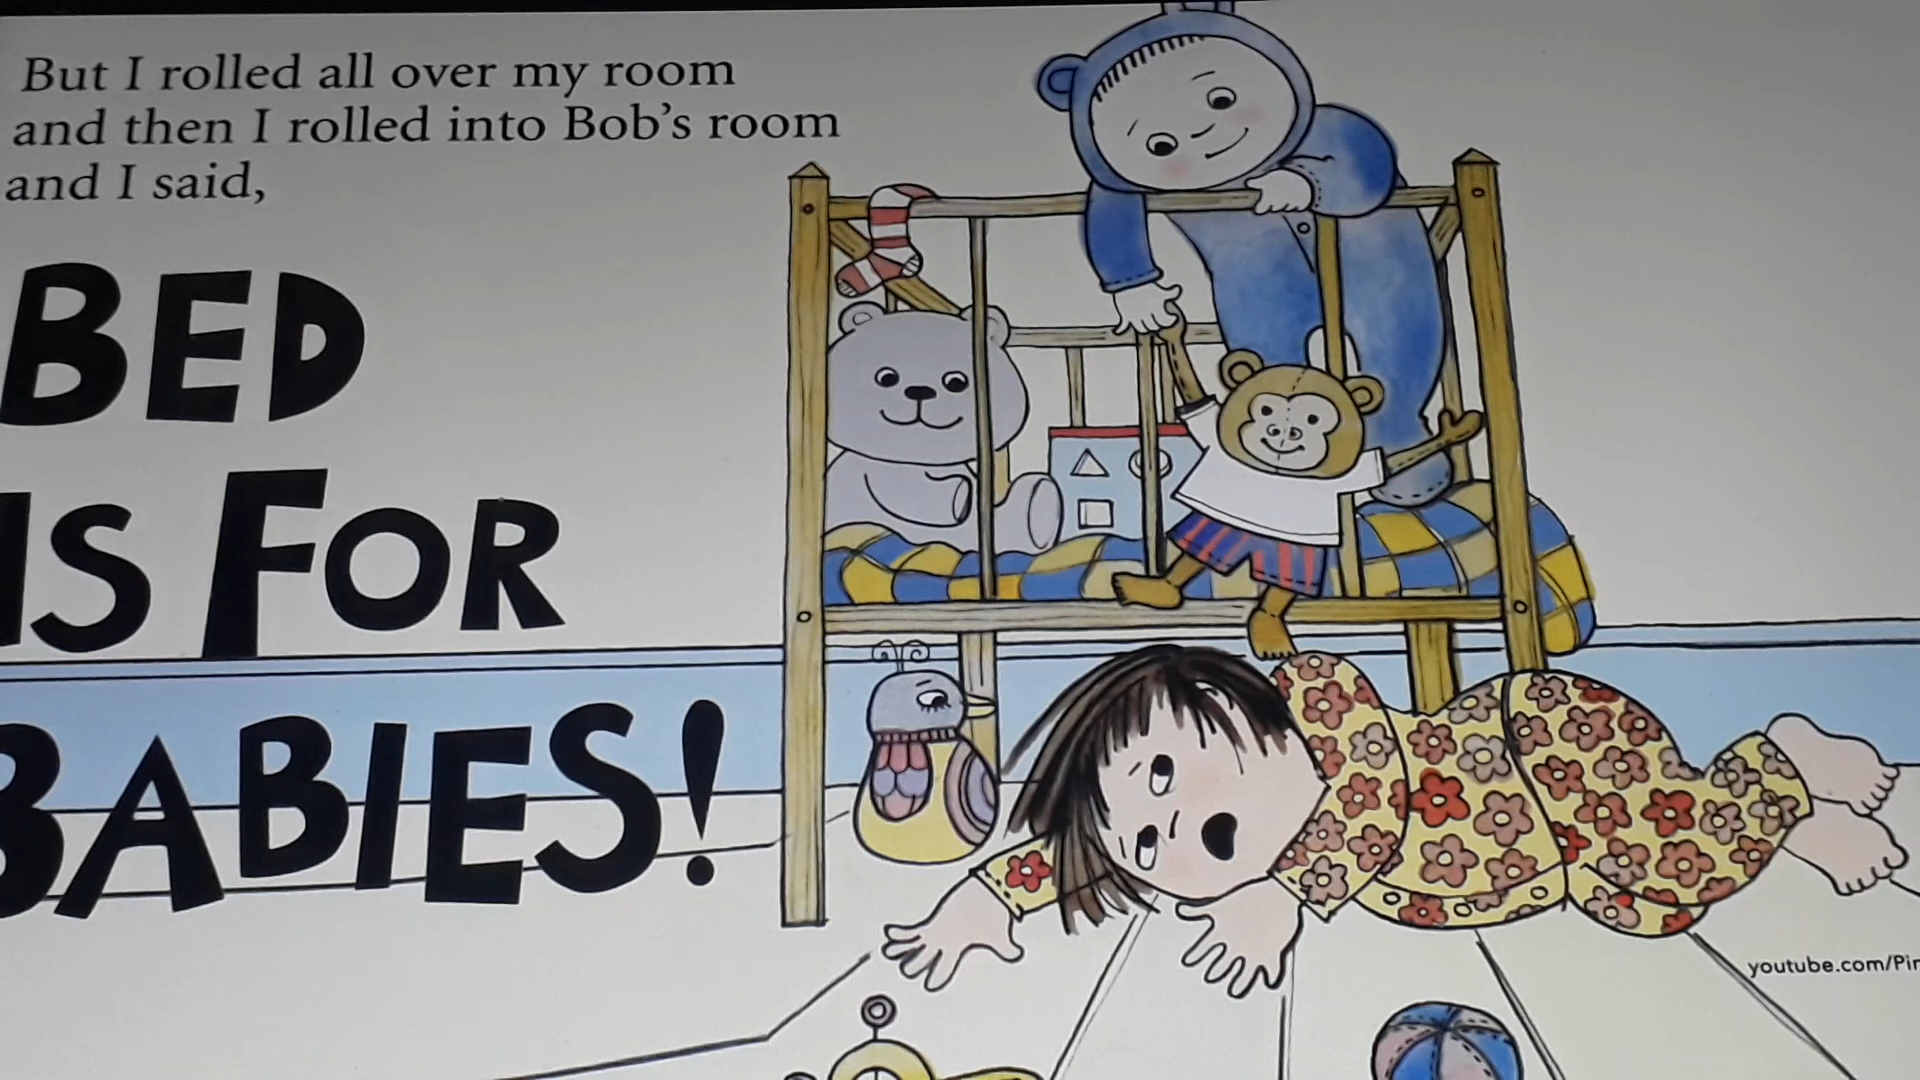 But I rolled all over my room
and then I rolled into Bob's room
and I said,
BED
IS FOR
BABIES!
youtube.com/Pin